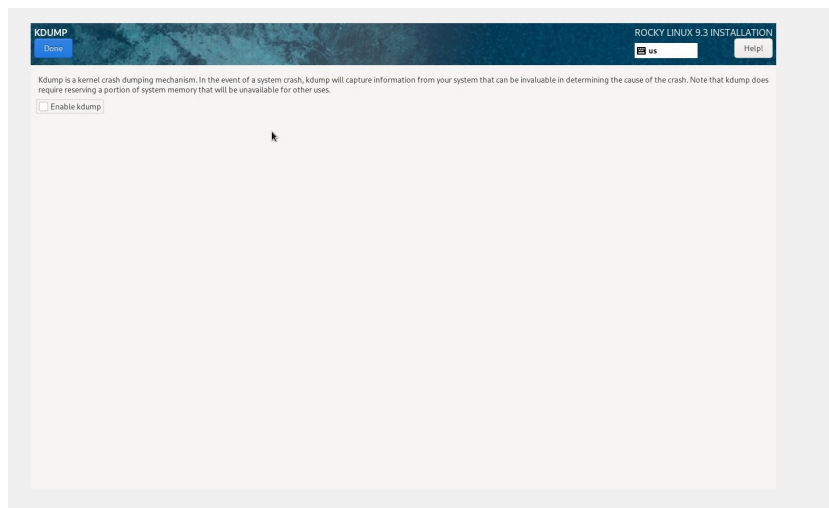 KDUMP
ROCKY LINUX 9.3 INSTALLATION
Done
us
Help!
Kdump is a kernel crash dumping mechanism. In the event of a system crash, kdump will capture information from your system that can be invaluable in determining the cause of the crash. Note that kdump does
require reserving a portion of system memory that will be unavailable for other uses.
Enable kdump